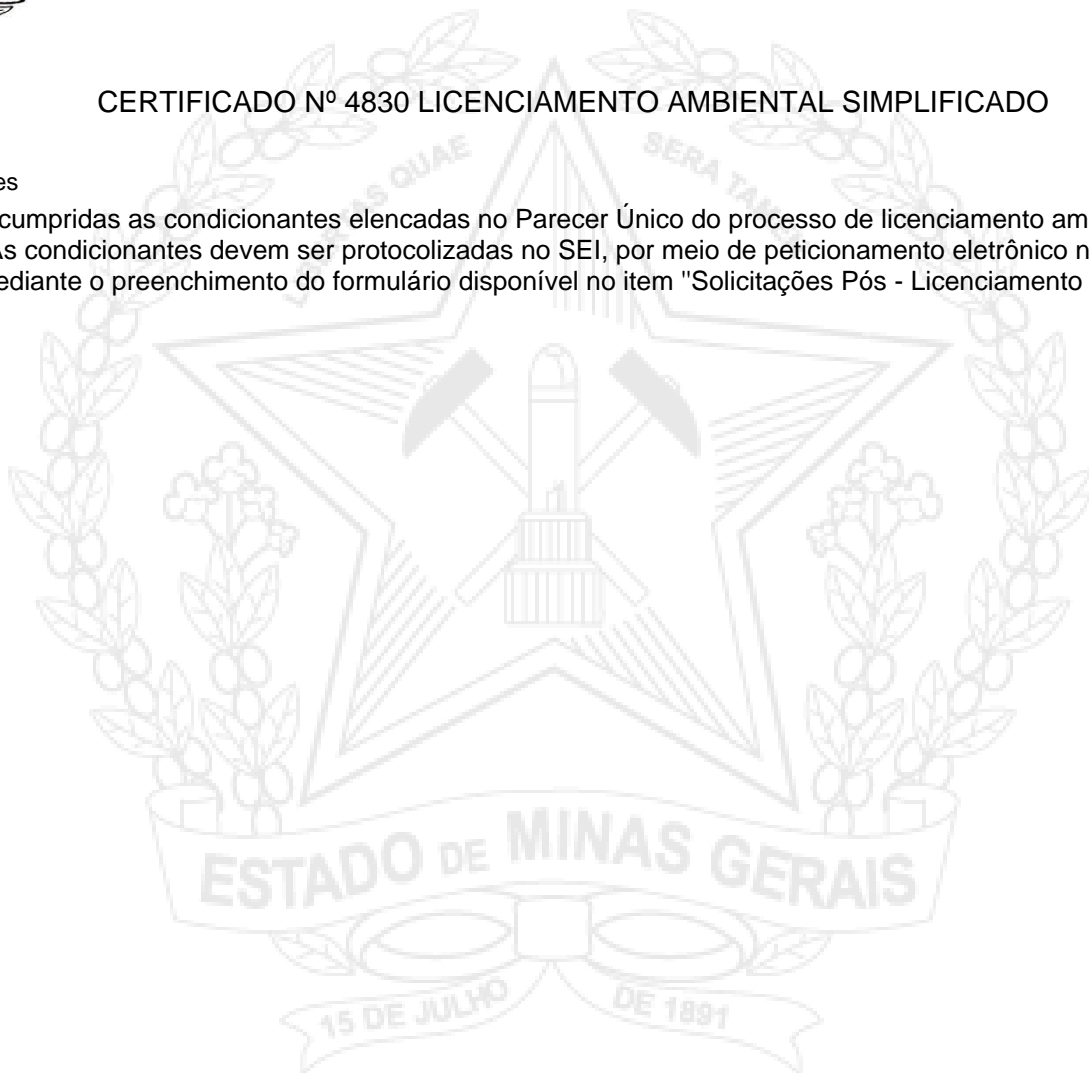 CERTIFICADO Nº 4830 LICENCIAMENTO AMBIENTAL SIMPLIFICADO
es
cumpridas as condicionantes elencadas no Parecer Único do processo de licenciamento am
As condicionantes devem ser protocolizadas no SEI, por meio de peticionamento eletrônico n
ediante o preenchimento do formulário disponível no item "Solicitações Pós - Licenciamento
QUAE SERA
ESTADO DE MINAS GERAIS
15 DE JULHO DE 1891